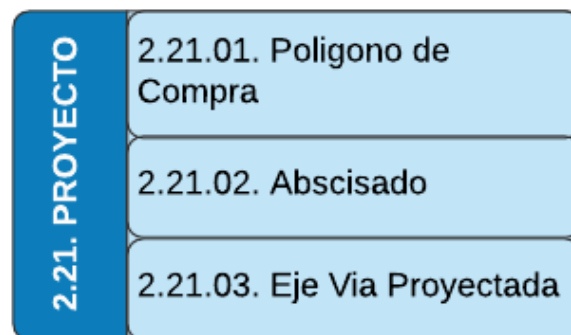 2.21. PROYECTO
2.21.01. Poligono de
Compra
2.21.02. Abscisado
2.21.03. Eje Via Proyectada